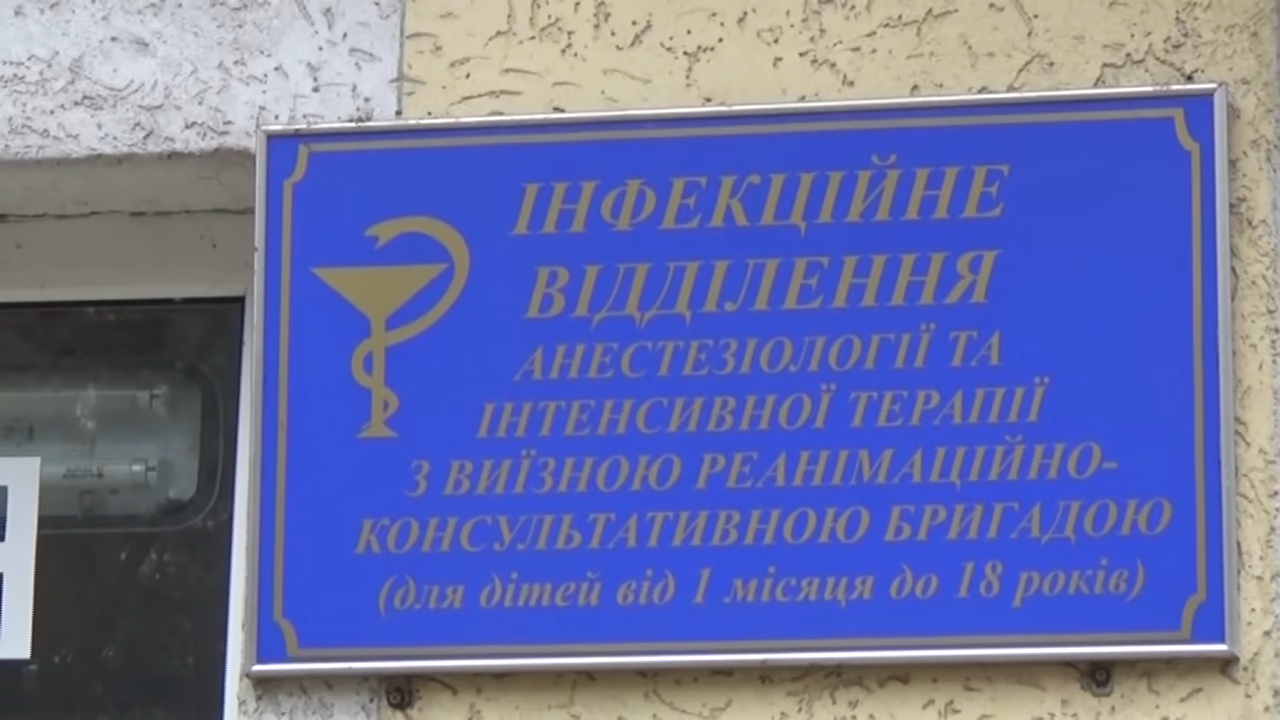 ІНФЕКЦІЙНЕ
ВІДДІЛЕННЯ
АНЕСТЕЗІОЛОГІЇ ТА
ІНТЕНСИВНОЇ ТЕРАПІЇ
З ВИЇЗНОЮ РЕАНІМАЦІЙНО-
КОНСУЛЬТАТИВНОЮ БРИГАДОЮ
(для дітей від 1 місяця до 18 років)